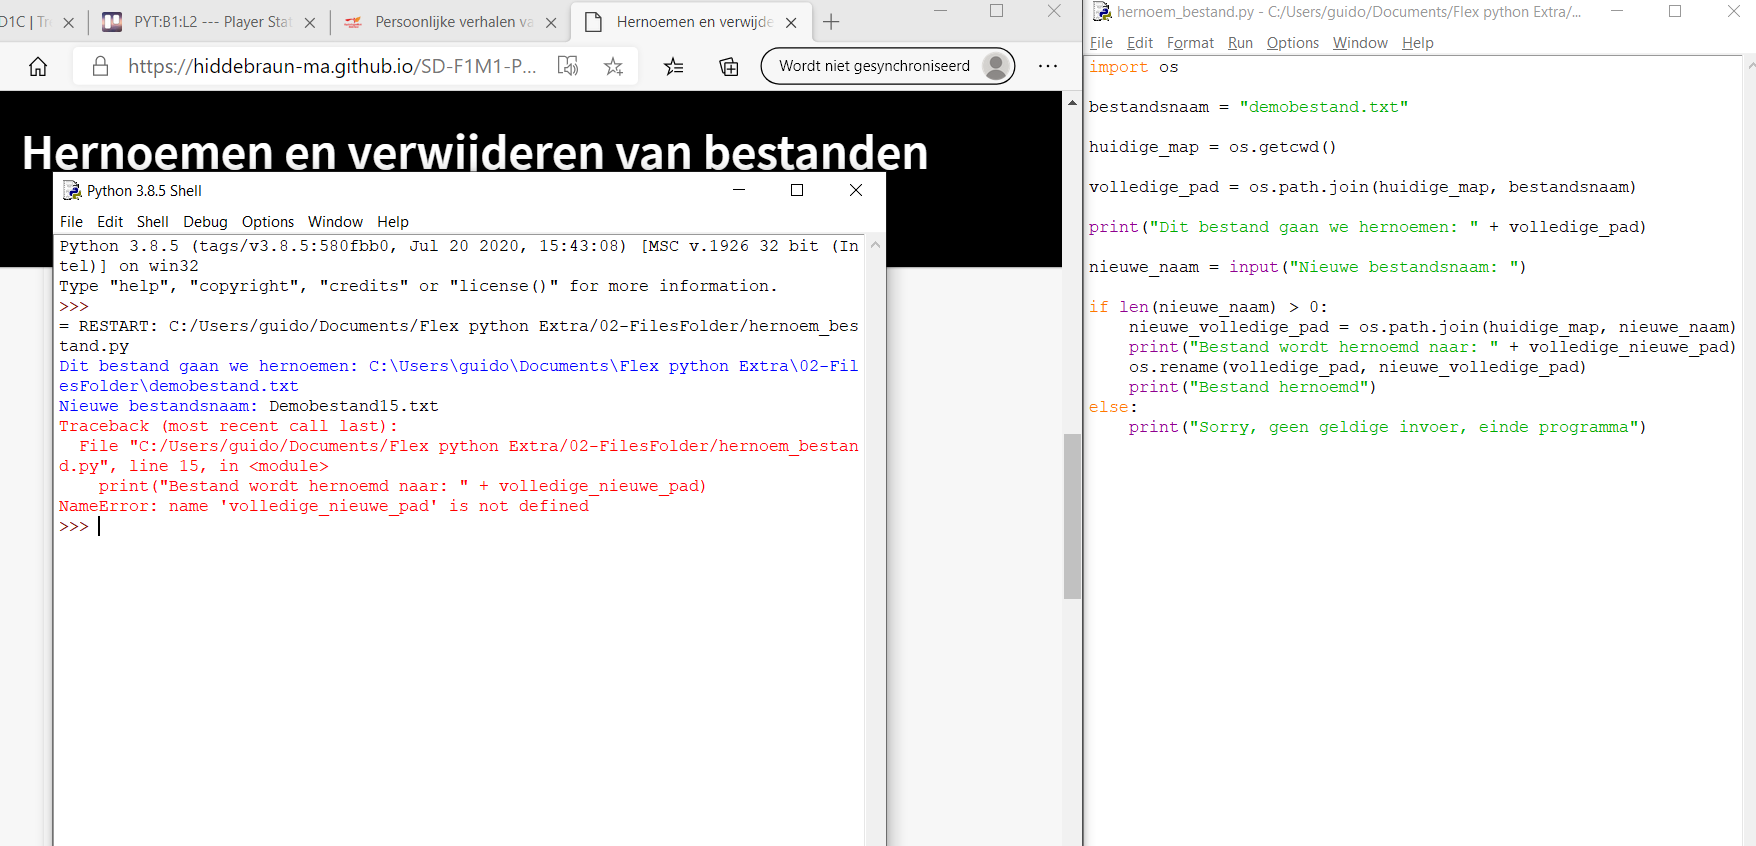 D1C | Tr
PYT:B1:L2 --- Player Stat
Persoonlijke verhalen va
Hernoemen en verwijde
https://hiddebraun-ma.github.io/SD-F1M1-P...
Wordt niet gesynchroniseerd
Hernoemen en verwijderen van bestanden
Python 3.8.5 Shell
File Edit Shell Debug Options Window Help
Python 3.8.5 (tags/v3.8.5:580fbb0, Jul 20 2020, 15:43:08) [MSC v.1926 32 bit (In
tel)] on win32
Type "help", "copyright", "credits" or "license()" for more information.
>>>
= RESTART: C:/Users/guido/Documents/Flex python Extra/02-FilesFolder/hernoem_bes
tand.py
Dit bestand gaan we hernoemen: C:\Users\guido\Documents\Flex python Extra\02-Fil
esFolder\demobestand.txt
Nieuwe bestandsnaam: Demobestand15.txt
Traceback (most recent call last):
  File "C:/Users/guido/Documents/Flex python Extra/02-FilesFolder/hernoem_bestan
d.py", line 15, in <module>
    print("Bestand wordt hernoemd naar: " + volledige_nieuwe_pad)
NameError: name 'volledige_nieuwe_pad' is not defined
>>>
hernoem_bestand.py - C:/Users/guido/Documents/Flex python Extra/...
File Edit Format Run Options Window Help
import os
bestandsnaam = "demobestand.txt"
huidige_map = os.getcwd()
volledige_pad = os.path.join(huidige_map, bestandsnaam)
print("Dit bestand gaan we hernoemen: " + volledige_pad)
nieuwe_naam = input("Nieuwe bestandsnaam: ")
if len(nieuwe_naam) > 0:
    nieuwe_volledige_pad = os.path.join(huidige_map, nieuwe_naam)
    print("Bestand wordt hernoemd naar: " + volledige_nieuwe_pad)
    os.rename(volledige_pad, nieuwe_volledige_pad)
    print("Bestand hernoemd")
else:
    print("Sorry, geen geldige invoer, einde programma")